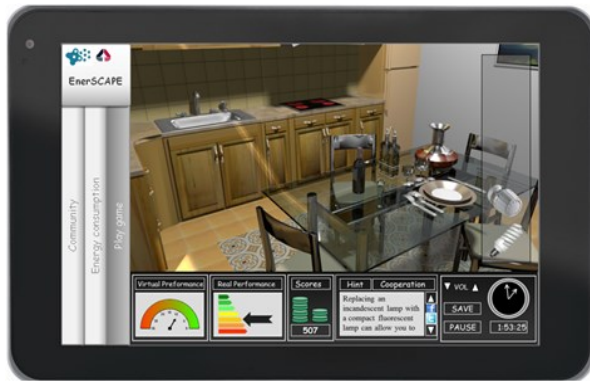 EnerSCAPE
Community
Energy consumption
Play game
Virtual Preformance
Real Performance
Scores
507
Hint
Cooperation
Replacing an
incandescent lamp with
a compact fluorescent
lamp can allow you to
▼ VOL ▲
SAVE
PAUSE
1:53:25